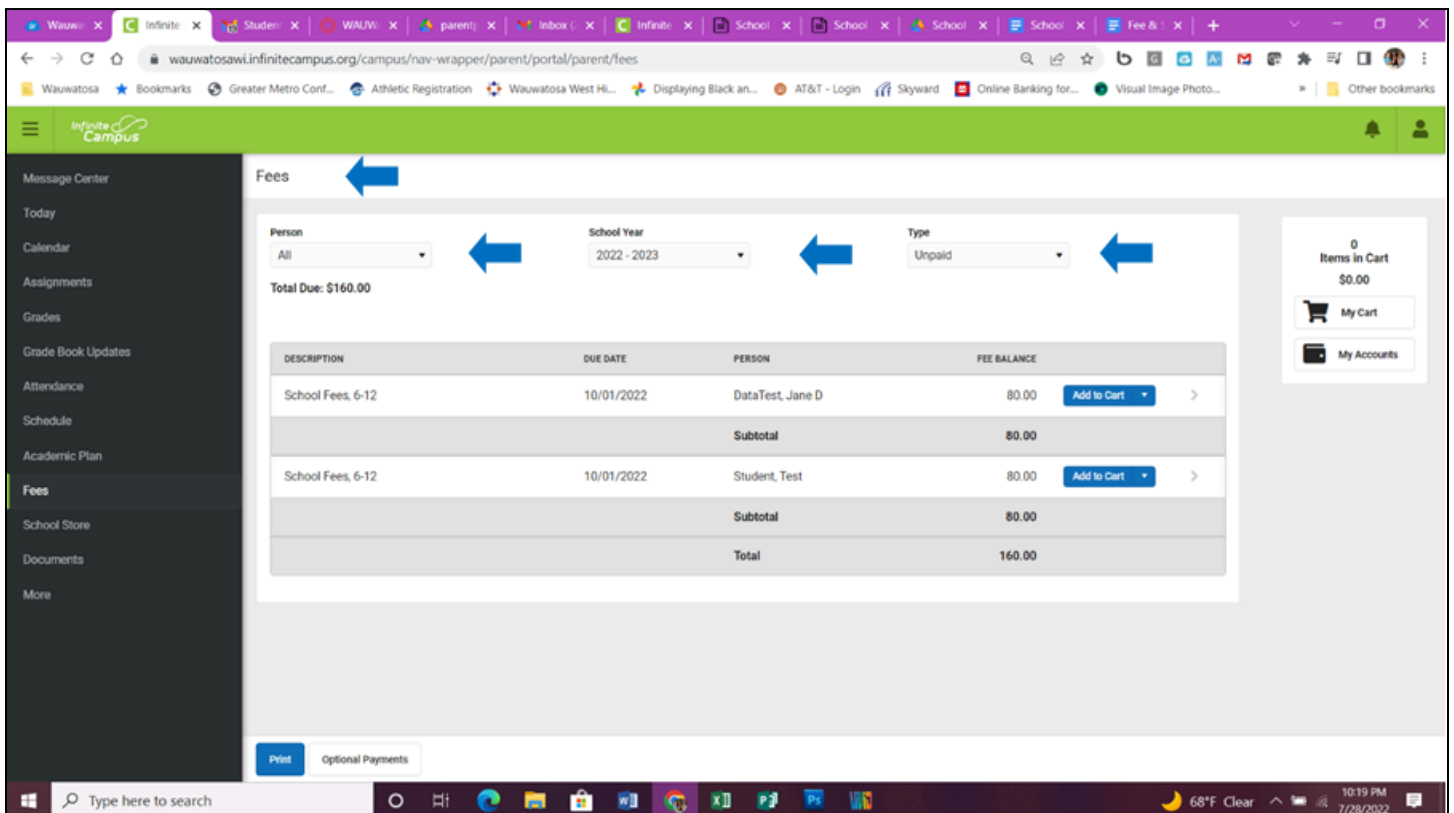 Wauwa Infinite Student WAUW parentp Inbox ( Infinite School School School School Fee & S
wauwatosawi.infinitecampus.org/campus/nav-wrapper/parent/portal/parent/fees
Wauwatosa Bookmarks Greater Metro Conf... Athletic Registration Wauwatosa West Hi... Displaying Black an... AT&T - Login Skyward Online Banking for... Visual Image Photo... » Other bookmarks
Infinite Campus
Message Center
Today
Calendar
Assignments
Grades
Grade Book Updates
Attendance
Schedule
Academic Plan
Fees
School Store
Documents
More
Fees
Person School Year Type
All 2022 - 2023 Unpaid
Total Due: $160.00
DESCRIPTION DUE DATE PERSON FEE BALANCE
School Fees, 6-12 10/01/2022 DataTest, Jane D 80.00 Add to Cart
Subtotal 80.00
School Fees, 6-12 10/01/2022 Student, Test 80.00 Add to Cart
Subtotal 80.00
Total 160.00
0
Items in Cart
$0.00
My Cart
My Accounts
Print Optional Payments
Type here to search
68°F Clear
10:19 PM
7/28/2022